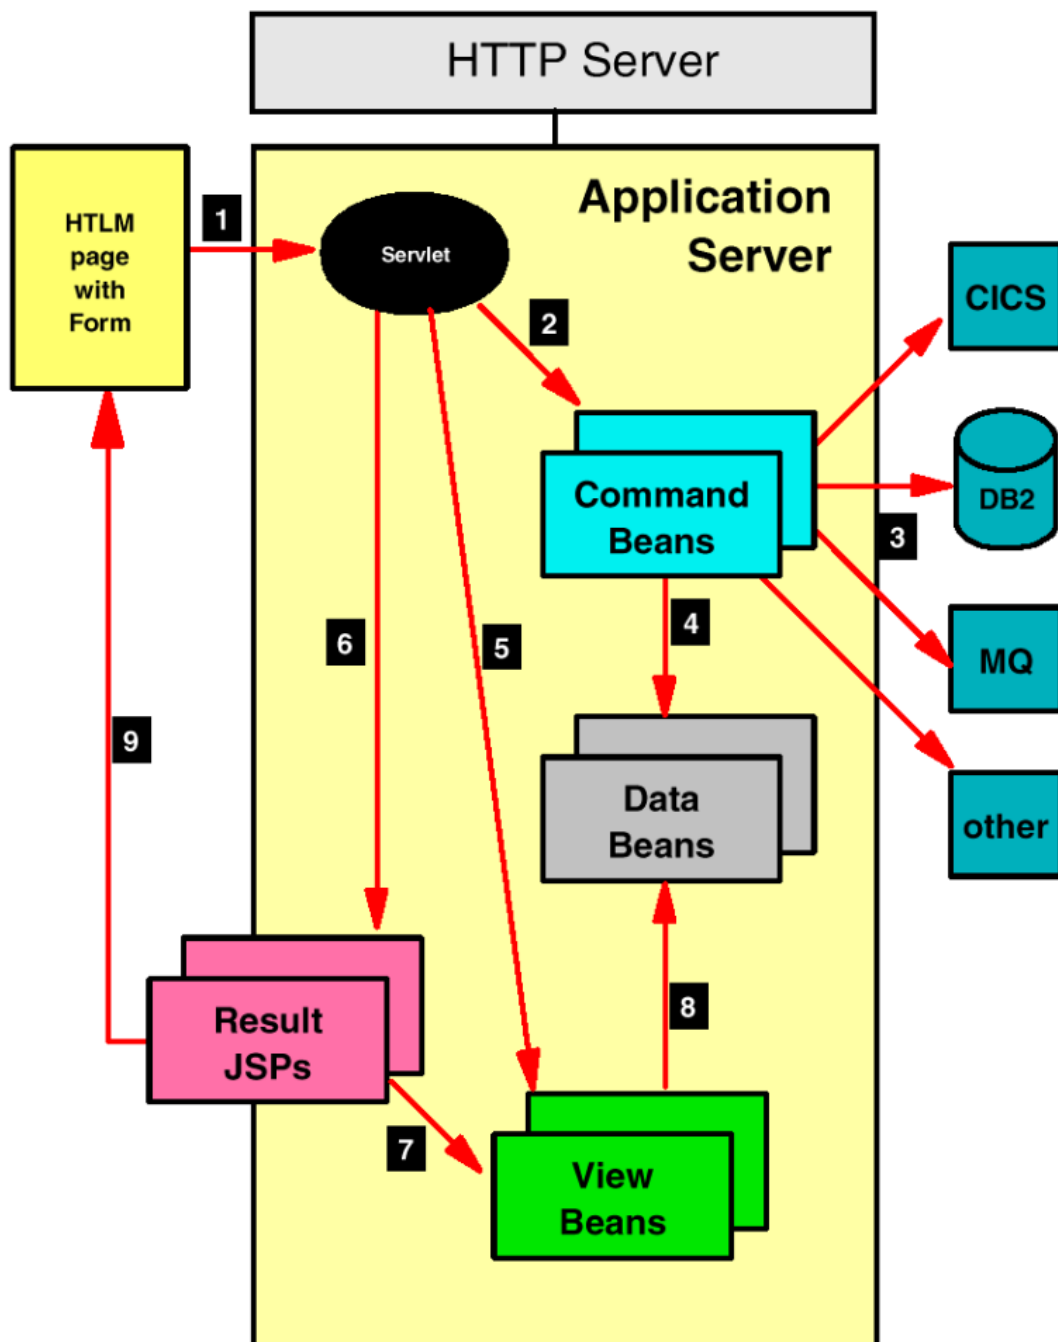 HTTP Server
Application
Server
HTLM
page
with
Form
1
Servlet
2
CICS
Command
Beans
DB2
3
4
MQ
5
6
9
Data
Beans
other
Result
JSPs
8
7
View
Beans